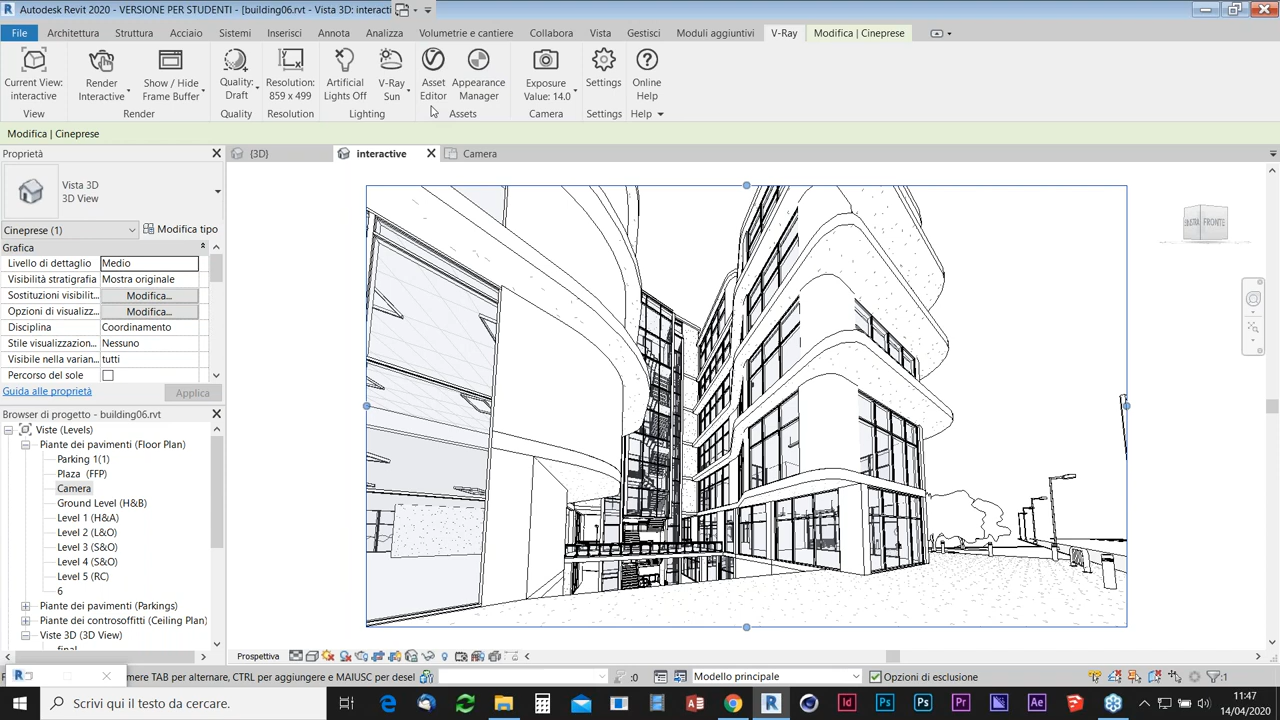 Autodesk Revit 2020 - VERSIONE PER STUDENTI - [building06.rvt - Vista 3D: interacti
File Architettura Struttura Acciaio Sistemi Inserisci Annota Analizza Volumetrie e cantiere Collabora Vista Gestisci Moduli aggiuntivi V-Ray Modifica | Cineprese
Current View: interactive
Render Interactive
Show / Hide Frame Buffer
Quality: Draft
Resolution: 859 x 499
Artificial Lights Off
V-Ray Sun
Asset Editor
Appearance Manager
Exposure Value: 14.0
Settings
Online Help
View Render Quality Resolution Lighting Assets Camera Settings Help
Modifica | Cineprese
Proprietà
{3D} interactive Camera
Vista 3D
3D View
Cineprese (1) Modifica tipo
Grafica
Livello di dettaglio Medio
Visibilità stratigrafia Mostra originale
Sostituzioni visibilit... Modifica...
Opzioni di visualizz... Modifica...
Disciplina Coordinamento
Stile visualizzazion... Nessuno
Visibile nella varian... tutti
Percorso del sole
Guida alle proprietà Applica
Browser di progetto - building06.rvt
Viste (Levels)
Piante dei pavimenti (Floor Plan)
Parking 1(1)
Plaza (FFP)
Camera
Ground Level (H&B)
Level 1 (H&A)
Level 2 (L&O)
Level 3 (S&O)
Level 4 (S&O)
Level 5 (RC)
6
Piante dei pavimenti (Parkings)
Piante dei controsoffitti (Ceiling Plan)
Viste 3D (3D View)
final
FRONTE
Prospettiva
mere TAB per alternare, CTRL per aggiungere e MAIUSC per desel :0 Modello principale Opzioni di esclusione :1
Scrivi qui il testo da cercare.
11:47
14/04/2020